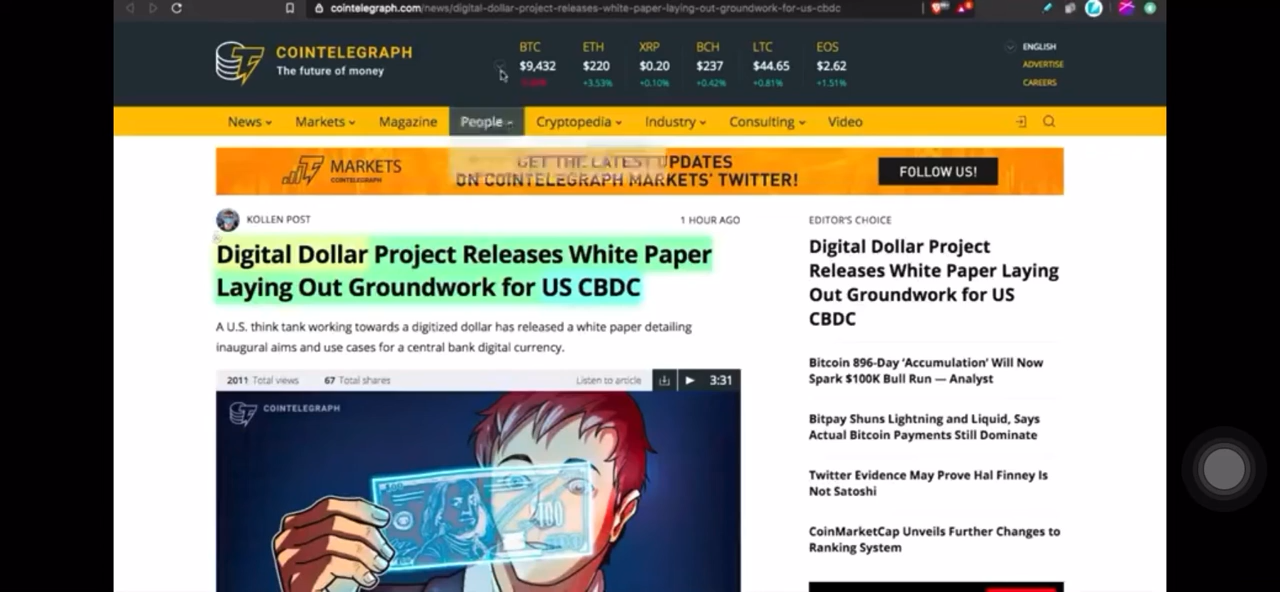 cointelegraph.com/news/digital-dollar-project-releases-white-paper-laying-out-groundwork-for-us-cbdc
COINTELEGRAPH
The future of money
BTC ETH XRP BCH LTC EOS
$9,432 $220 $0.20 $237 $44.65 $2.62
+3.53% +0.10% +0.42% +0.81% +1.51%
ENGLISH
ADVERTISE
CAREERS
News Markets Magazine People Cryptopedia Industry Consulting Video
MARKETS
COINTELEGRAPH
GET THE LATEST UPDATES
ON COINTELEGRAPH MARKETS' TWITTER!
FOLLOW US!
KOLLEN POST
1 HOUR AGO
Digital Dollar Project Releases White Paper
Laying Out Groundwork for US CBDC
A U.S. think tank working towards a digitized dollar has released a white paper detailing
inaugural aims and use cases for a central bank digital currency.
2011 Total views 67 Total shares Listen to article 3:31
COINTELEGRAPH
100
EDITOR'S CHOICE
Digital Dollar Project
Releases White Paper Laying
Out Groundwork for US
CBDC
Bitcoin 896-Day 'Accumulation' Will Now
Spark $100K Bull Run — Analyst
Bitpay Shuns Lightning and Liquid, Says
Actual Bitcoin Payments Still Dominate
Twitter Evidence May Prove Hal Finney Is
Not Satoshi
CoinMarketCap Unveils Further Changes to
Ranking System